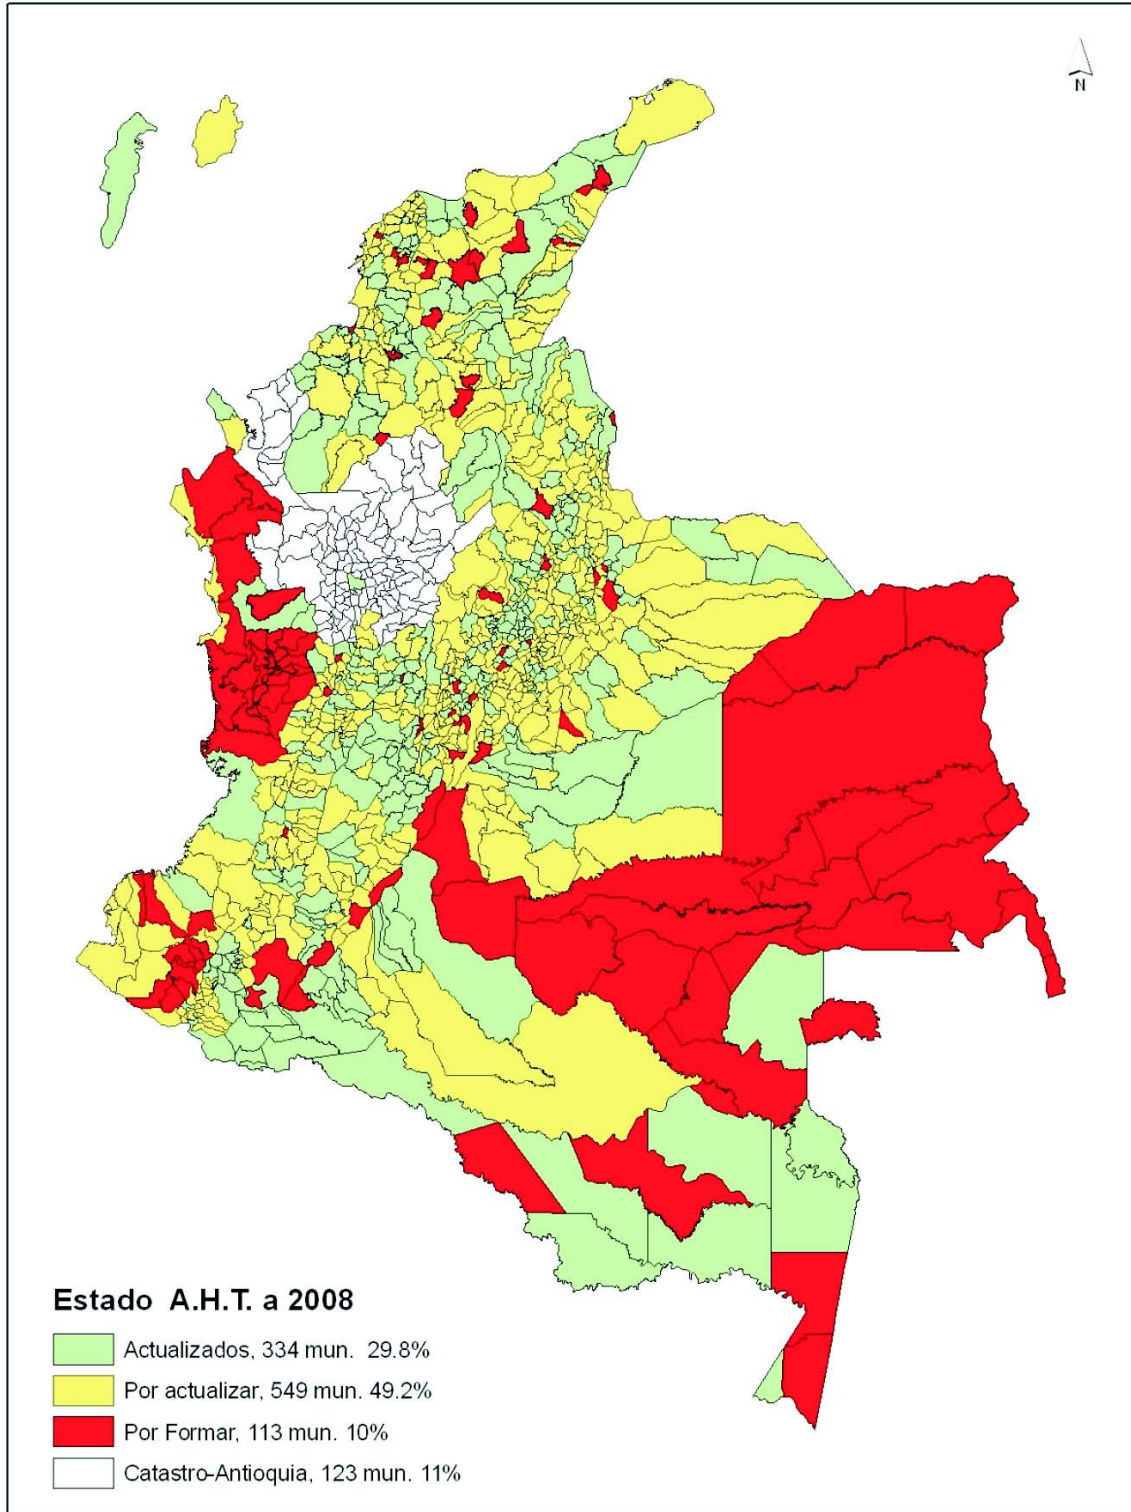 N
Estado A.H.T. a 2008
Actualizados, 334 mun. 29.8%
Por actualizar, 549 mun. 49.2%
Por Formar, 113 mun. 10%
Catastro-Antioquia, 123 mun. 11%